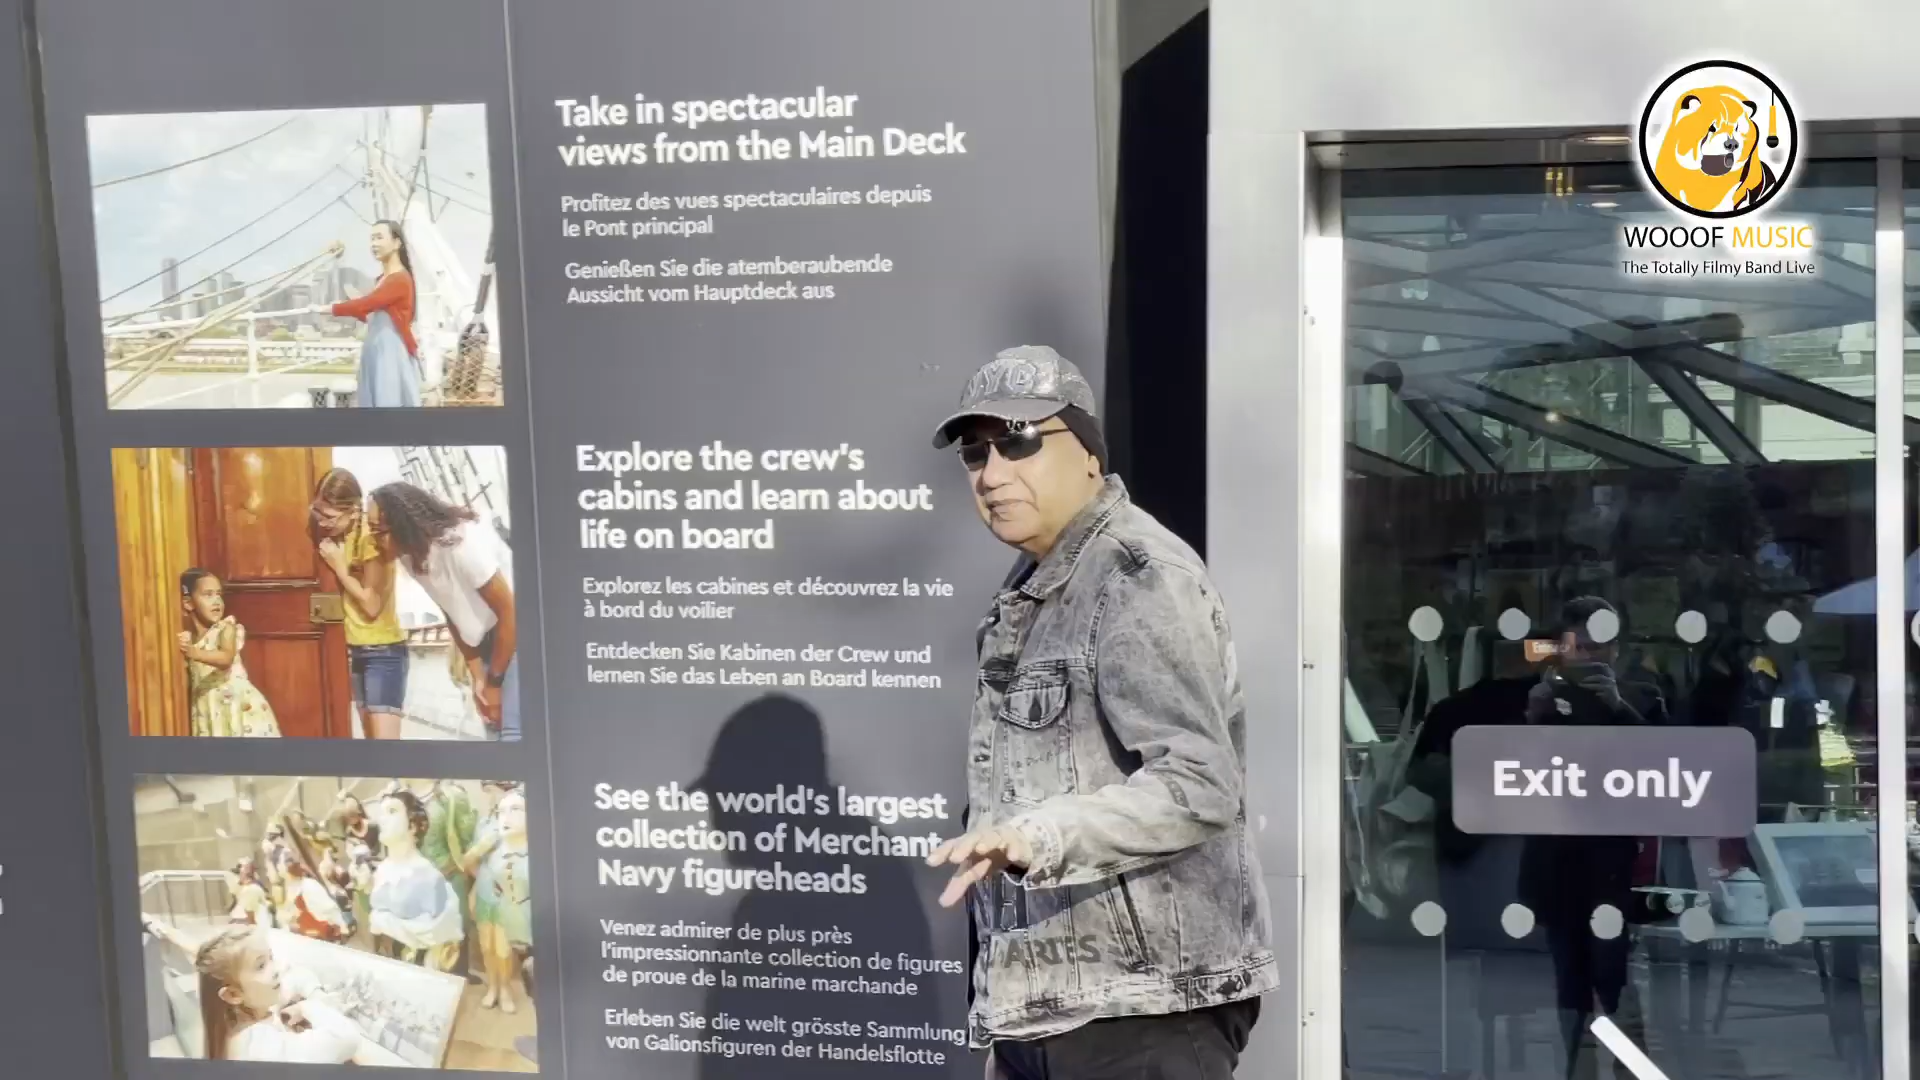 Take in spectacular
views from the Main Deck
Profitez des vues spectaculaires depuis
le Pont principal
Genießen Sie die atemberaubende
Aussicht vom Hauptdeck aus
Explore the crew's
cabins and learn about
life on board
Explorez les cabines et découvrez la vie
à bord du voilier
Entdecken Sie Kabinen der Crew und
lernen Sie das Leben an Board kennen
See the world's largest
collection of Merchant
Navy figureheads
Venez admirer de plus près
l'impressionnante collection de figures
de proue de la marine marchande
Erleben Sie die welt grösste Sammlung
von Galionsfiguren der Handelsflotte
ARIES
WOOOF MUSIC
The Totally Filmy Band Live
Exit only